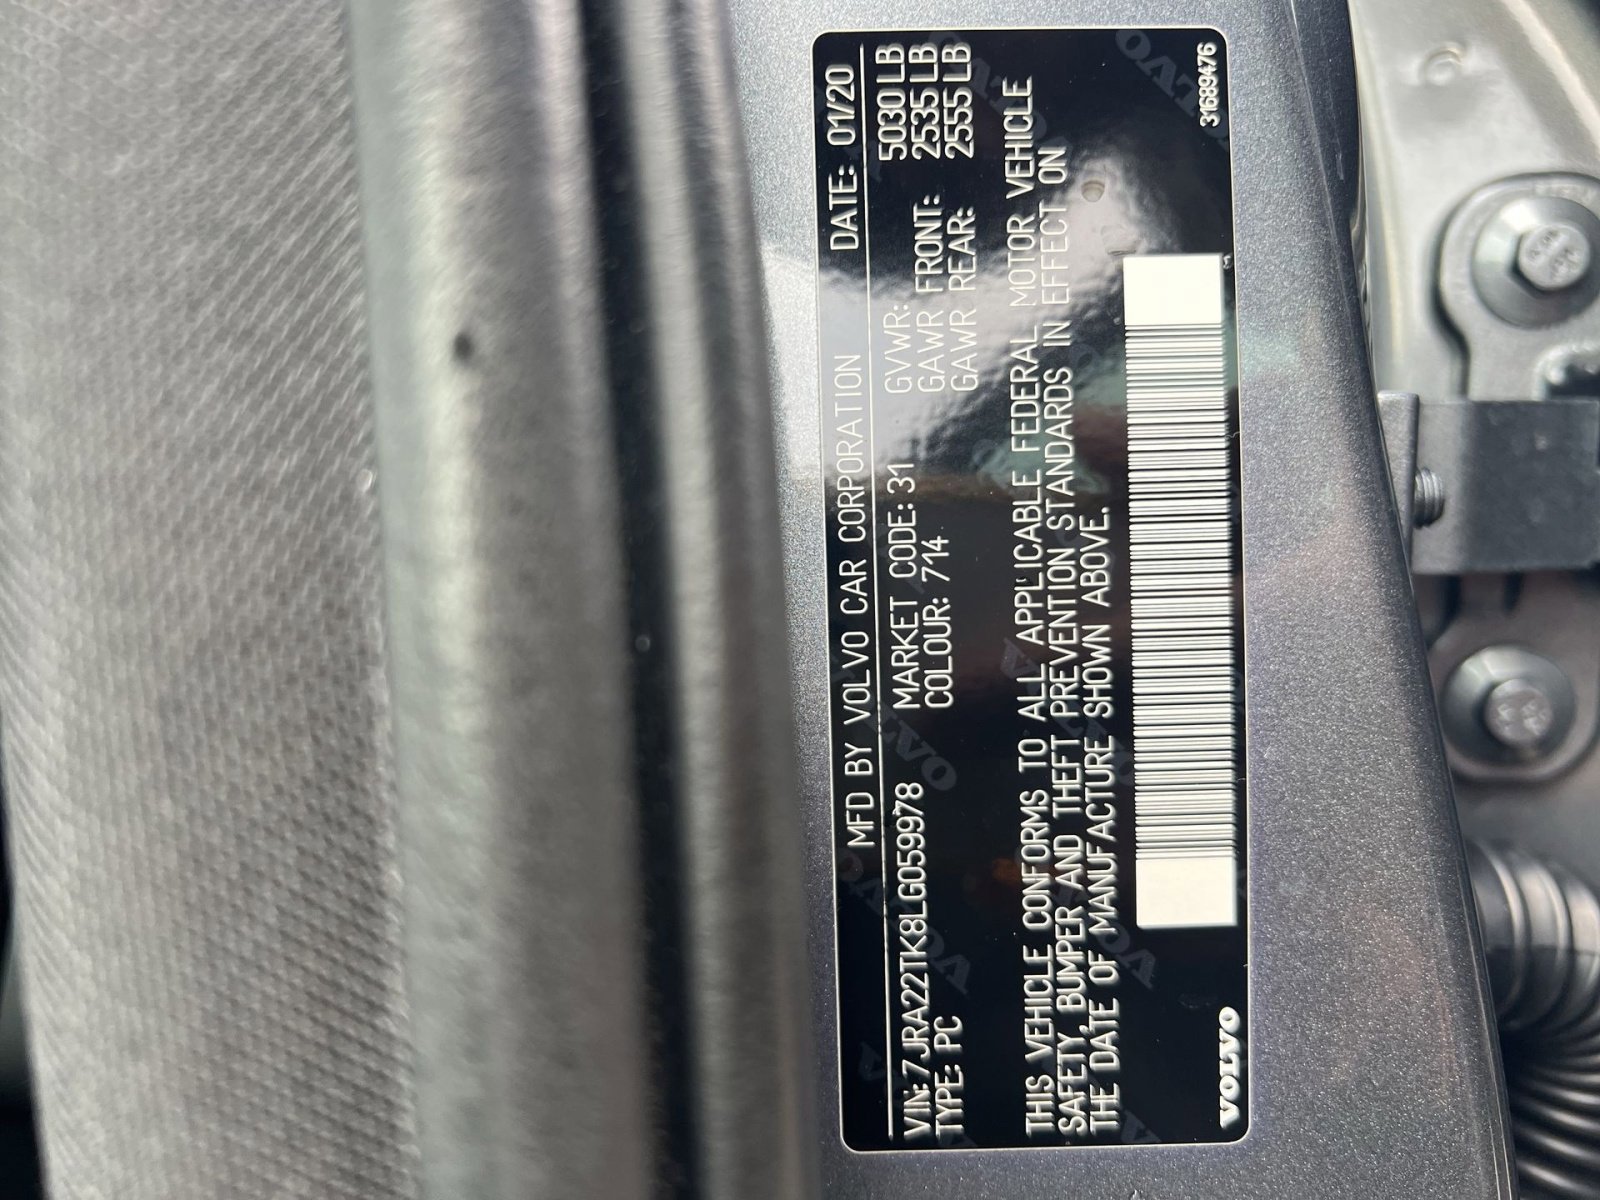 MFD BY VOLVO CAR CORPORATION DATE: 01/20
VIN: 7JRA22TK8LG059978 MARKET CODE: 31 GVWR: 5030 LB
TYPE: PC COLOUR: 714 GAWR FRONT: 2535 LB
GAWR REAR: 2555 LB
THIS VEHICLE CONFORMS TO ALL APPLICABLE FEDERAL MOTOR VEHICLE
SAFETY, BUMPER AND THEFT PREVENTION STANDARDS IN EFFECT ON
THE DATE OF MANUFACTURE SHOWN ABOVE.
VOLVO
31689476